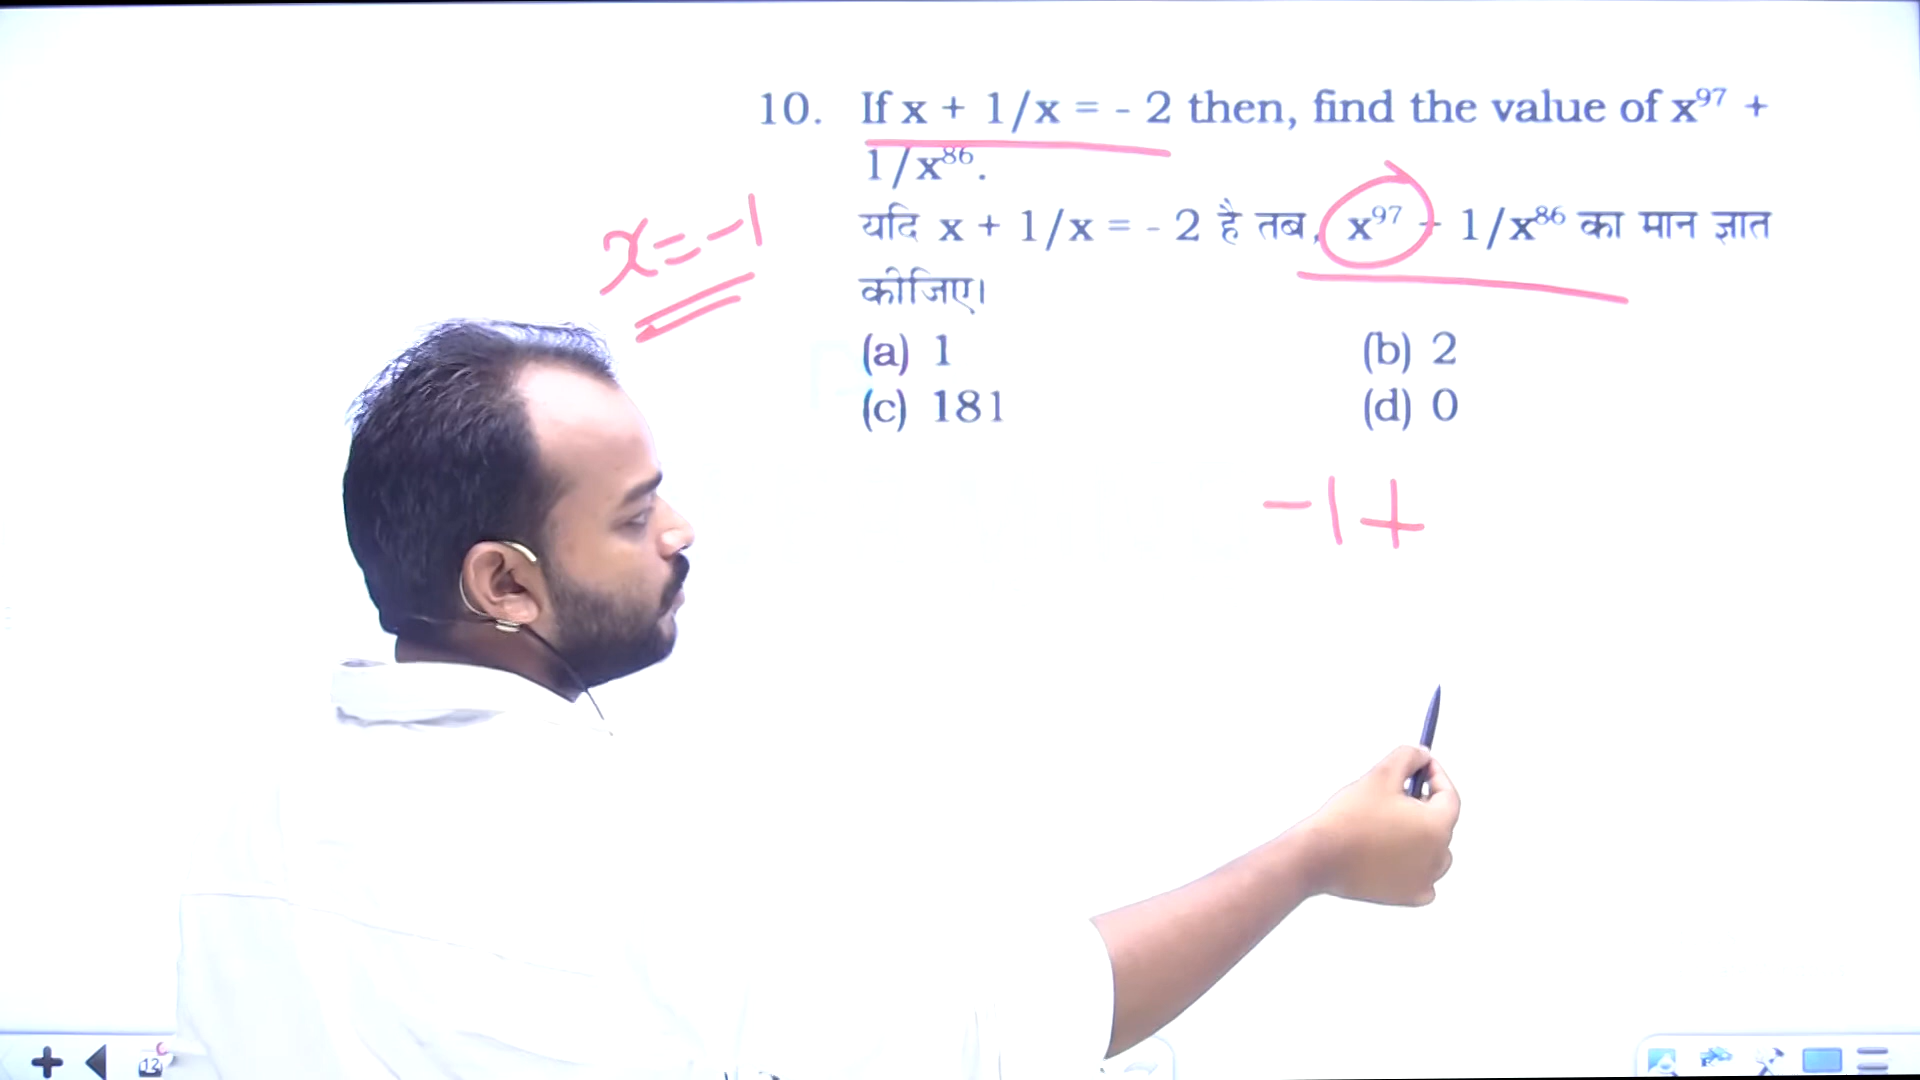 10. If x + 1/x = - 2 then, find the value of x⁹⁷ +
1/x⁸⁶.
यदि x + 1/x = - 2 है तब, x⁹⁷ + 1/x⁸⁶ का मान ज्ञात
कीजिए।
(a) 1 (b) 2
(c) 181 (d) 0
x = -1
-1 +
12